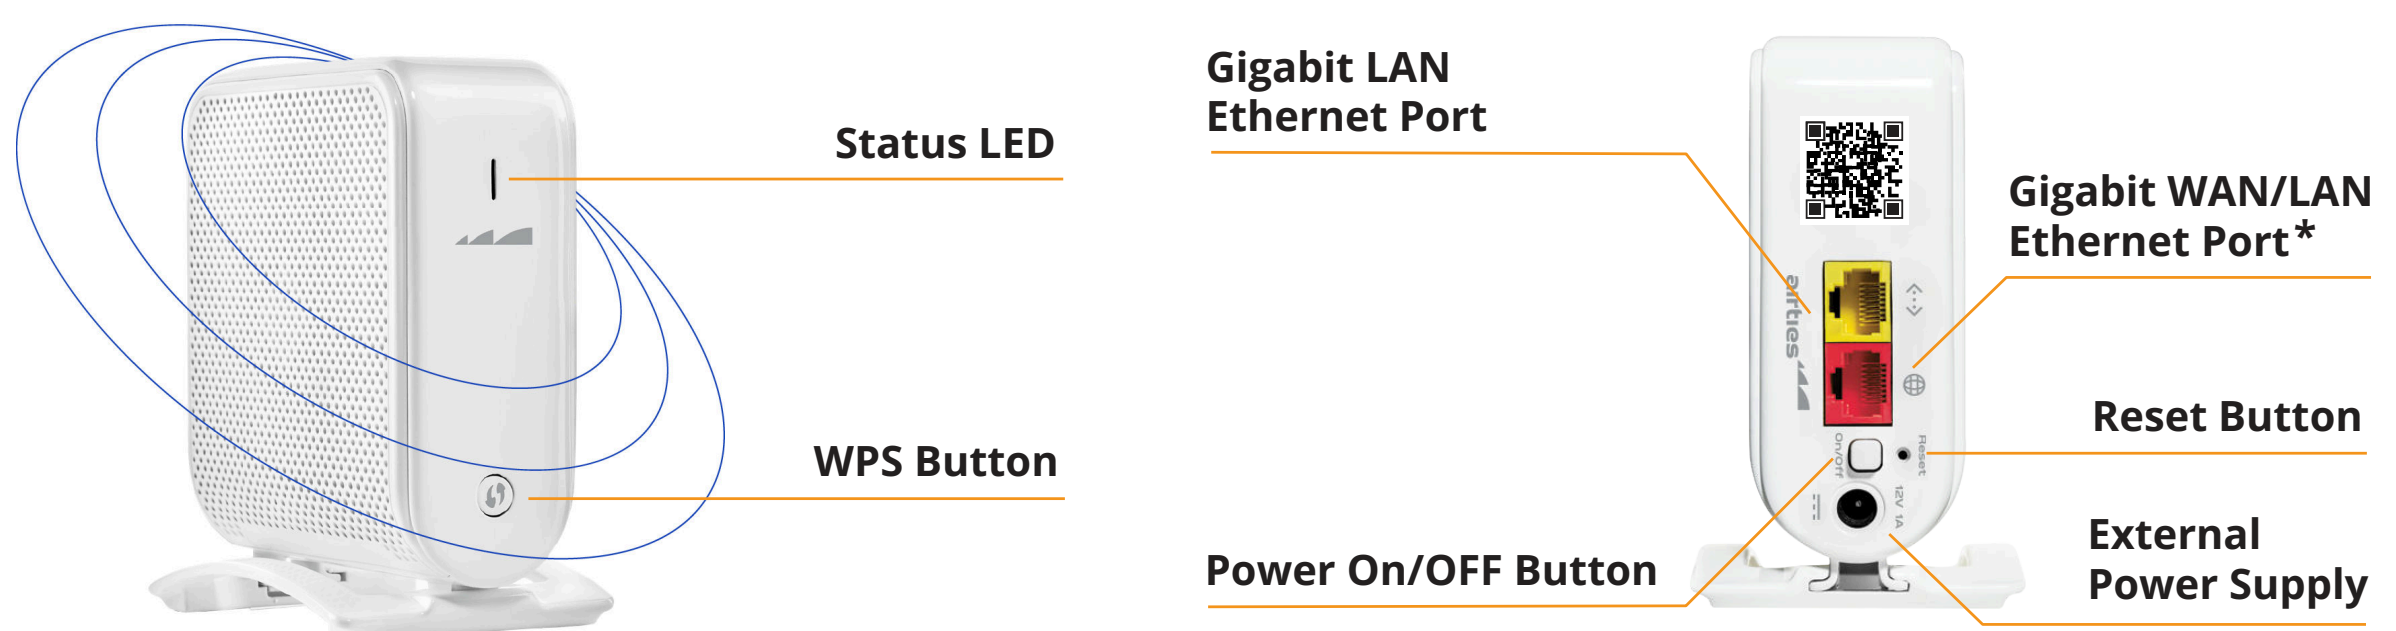 Status LED
WPS Button
Gigabit LAN
Ethernet Port
Gigabit WAN/LAN
Ethernet Port*
airties
Reset Button
On/Off
Reset
12V 1A
Power On/OFF Button
External
Power Supply